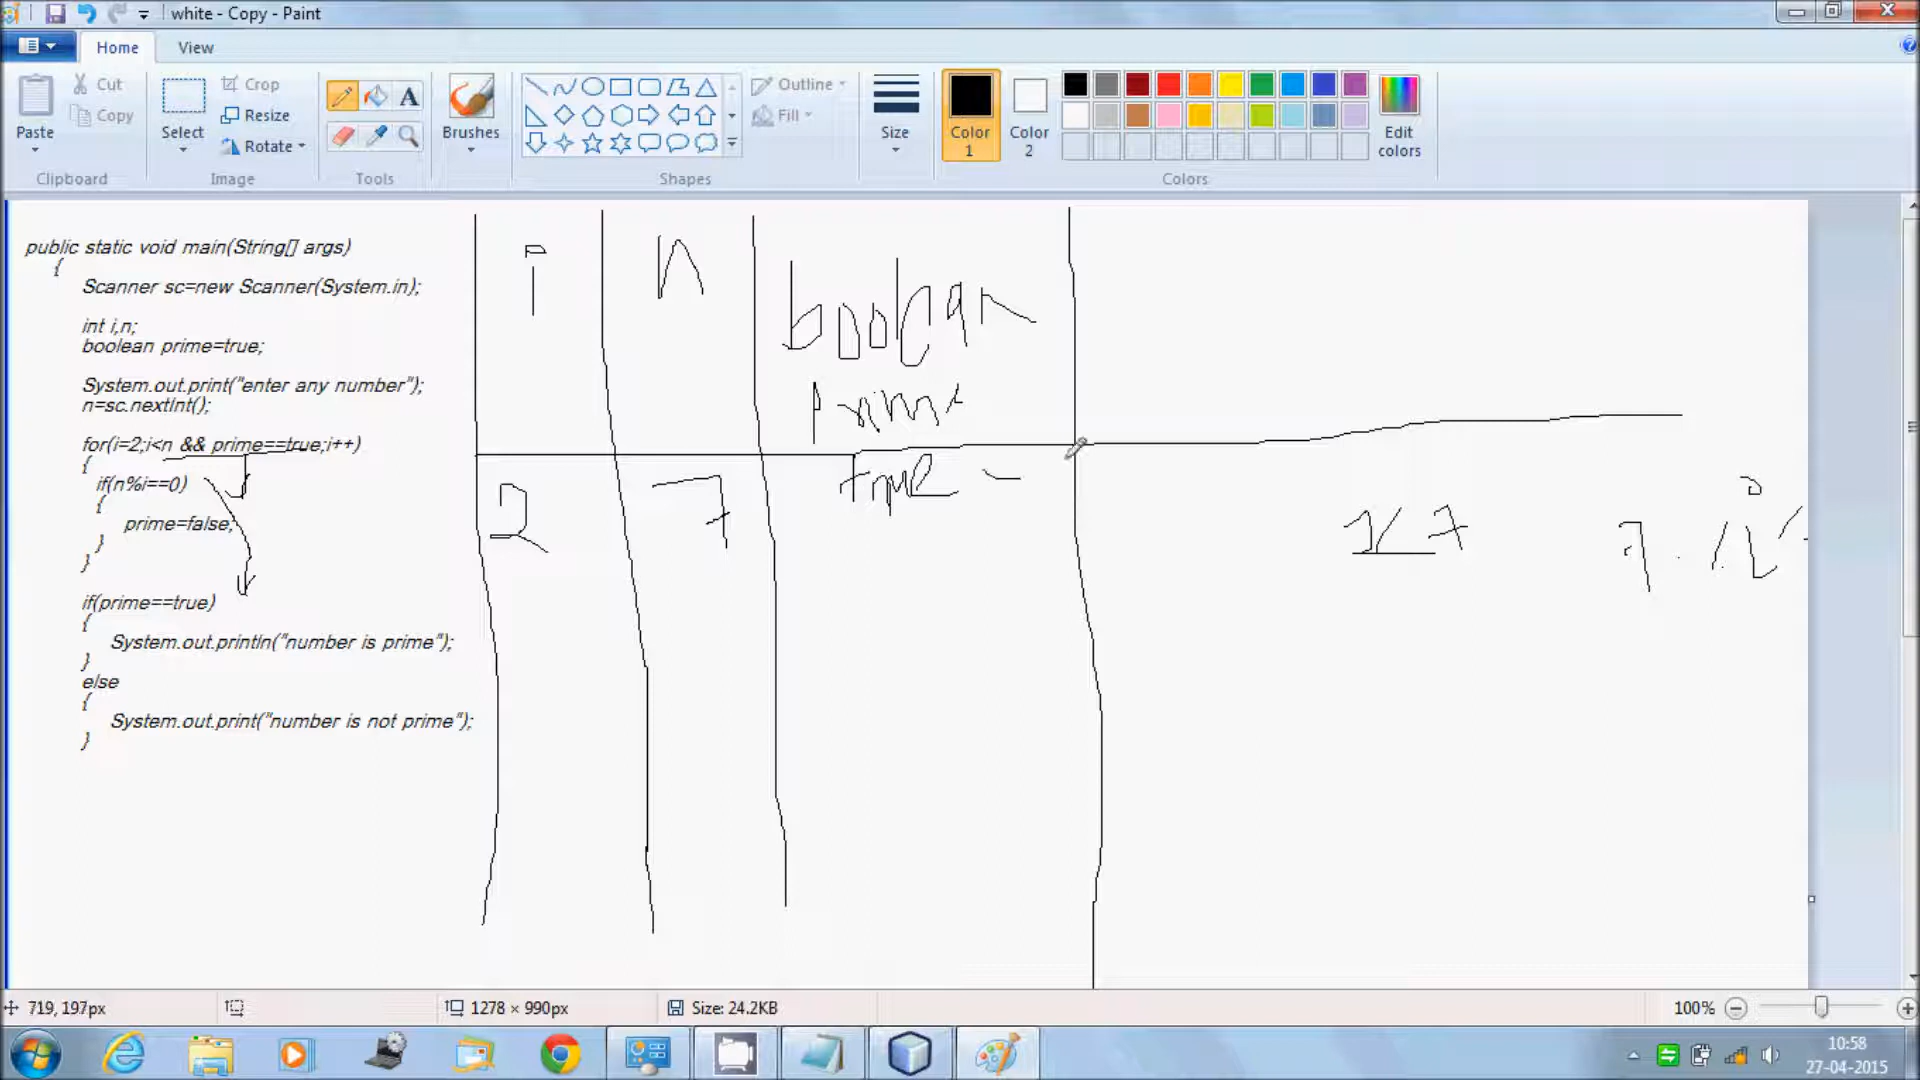 white - Copy - Paint
Home View
Paste
Cut
Copy
Clipboard
Select
Crop
Resize
Rotate
Image
A
Tools
Brushes
Shapes
Outline
Fill
Size
Color 1
Color 2
Edit colors
Colors
public static void main(String[] args)
{
Scanner sc=new Scanner(System.in);
int i,n;
boolean prime=true;
System.out.print("enter any number");
n=sc.nextInt();
for(i=2;i<n && prime==true;i++)
{
if(n%i==0)
{
prime=false;
}
}
if(prime==true)
{
System.out.println("number is prime");
}
else
{
System.out.print("number is not prime");
}
i n boolean
prime
2 7 true -
719, 197px
1278 × 990px
Size: 24.2KB
100%
10:58
27-04-2015